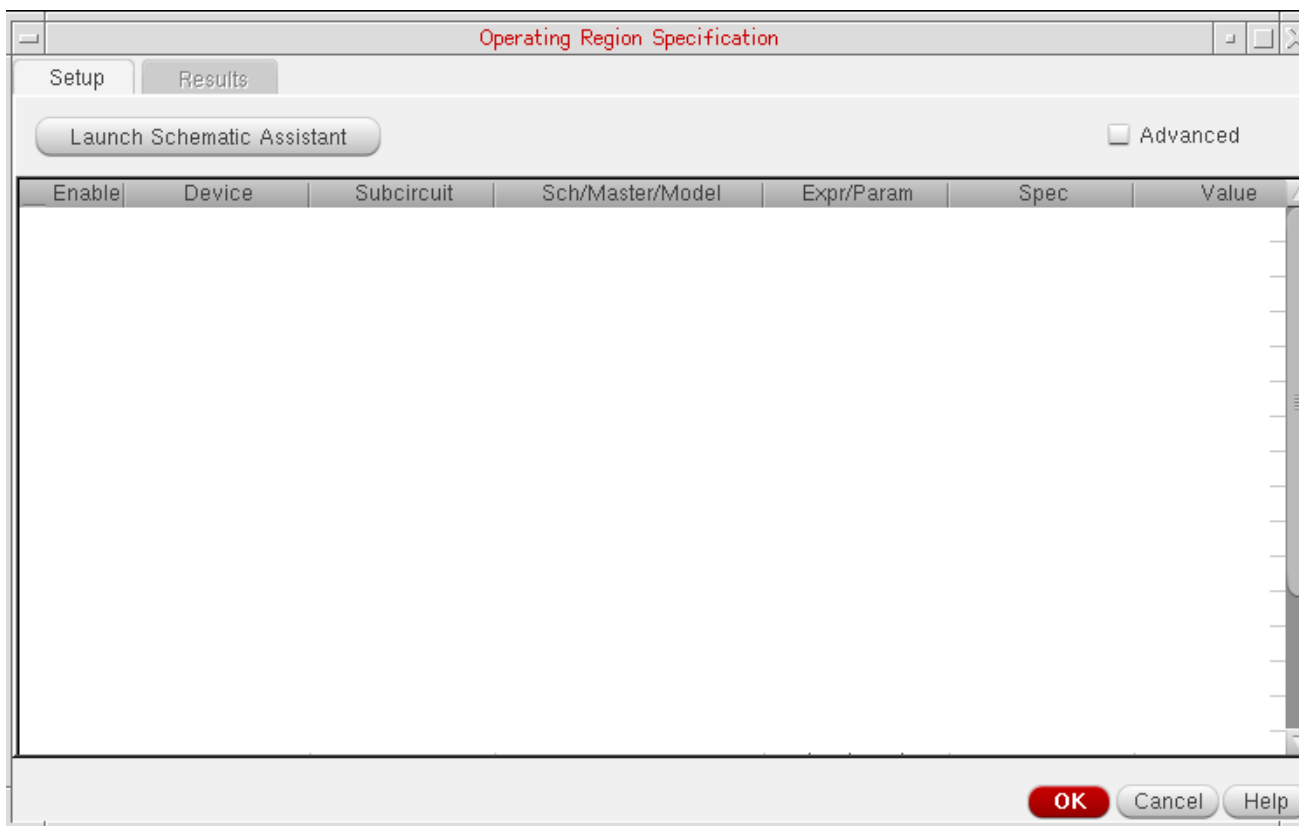 Operating Region Specification
Setup Results
Launch Schematic Assistant Advanced
Enable Device Subcircuit Sch/Master/Model Expr/Param Spec Value
OK Cancel Help